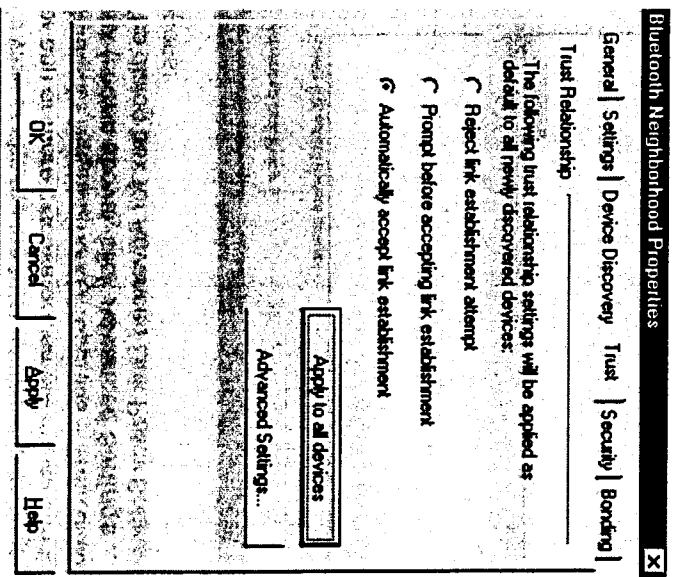 Bluetooth Neighborhood Properties
General Settings Device Discovery Trust Security Bonding
Trust Relationship
The following trust relationship settings will be applied as
default to all newly discovered devices:
Reject link establishment attempt
Prompt before accepting link establishment
Automatically accept link establishment
Apply to all devices
Advanced Settings...
OK Cancel Apply Help